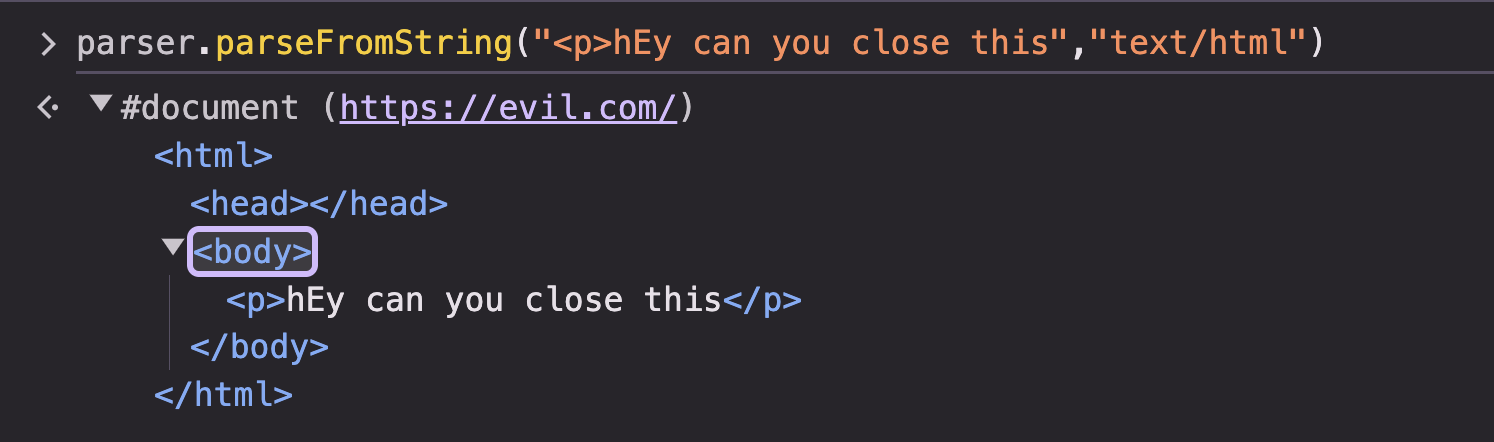 parser.parseFromString("<p>hEy can you close this","text/html")
#document (https://evil.com/)
<html>
<head></head>
<body>
<p>hEy can you close this</p>
</body>
</html>